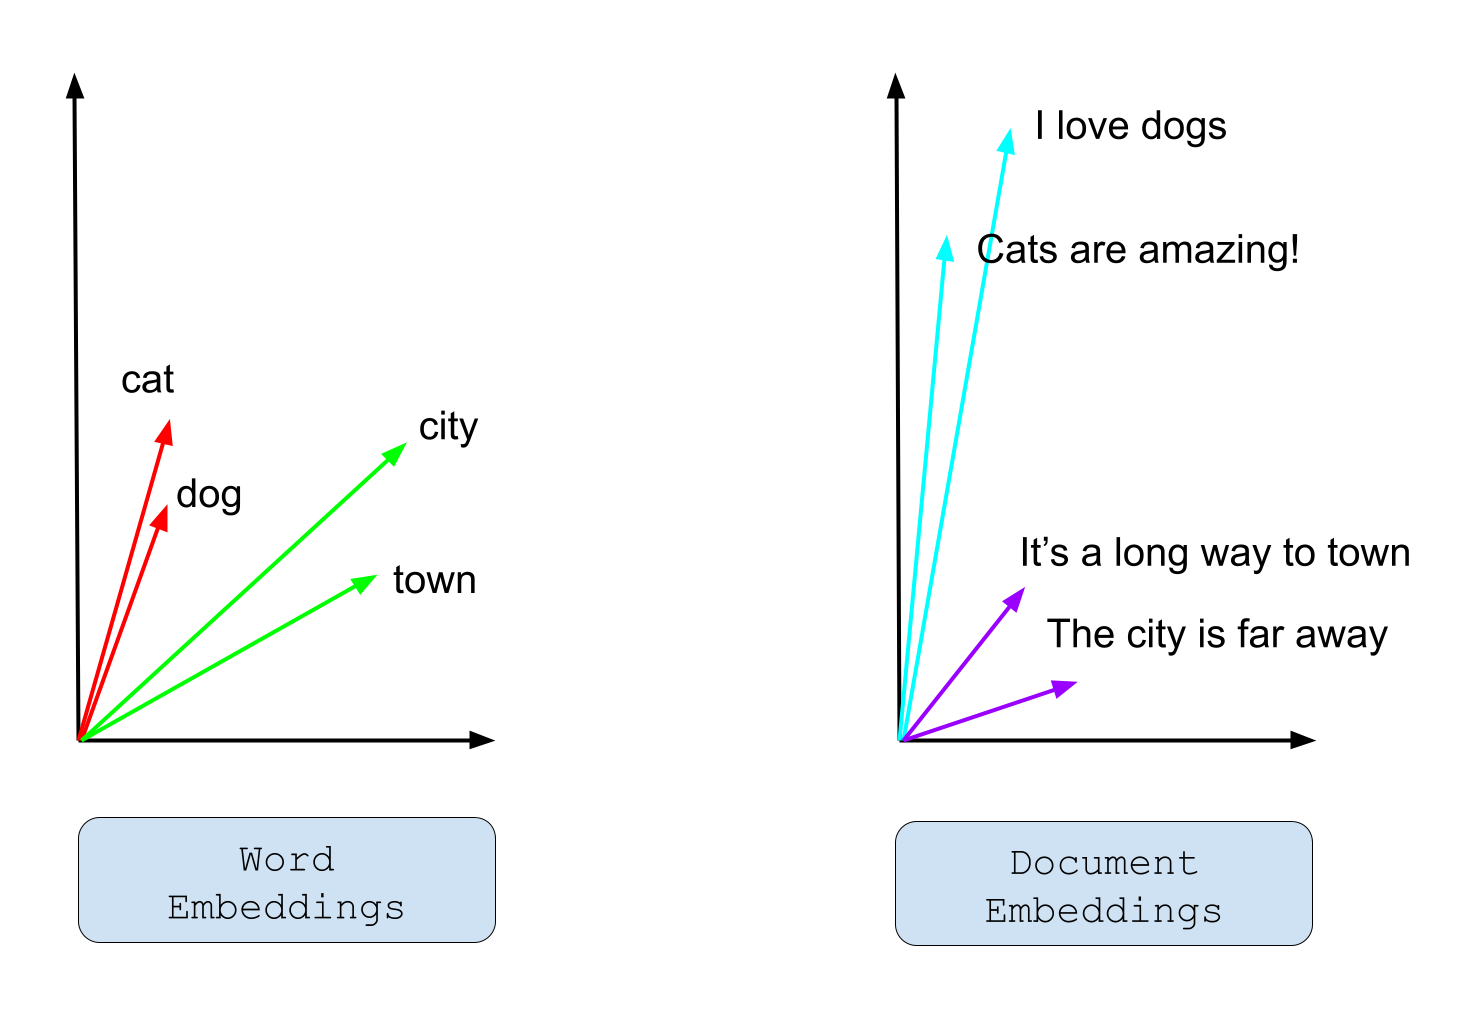 cat
dog
city
town
Word
Embeddings
I love dogs
Cats are amazing!
It’s a long way to town
The city is far away
Document
Embeddings